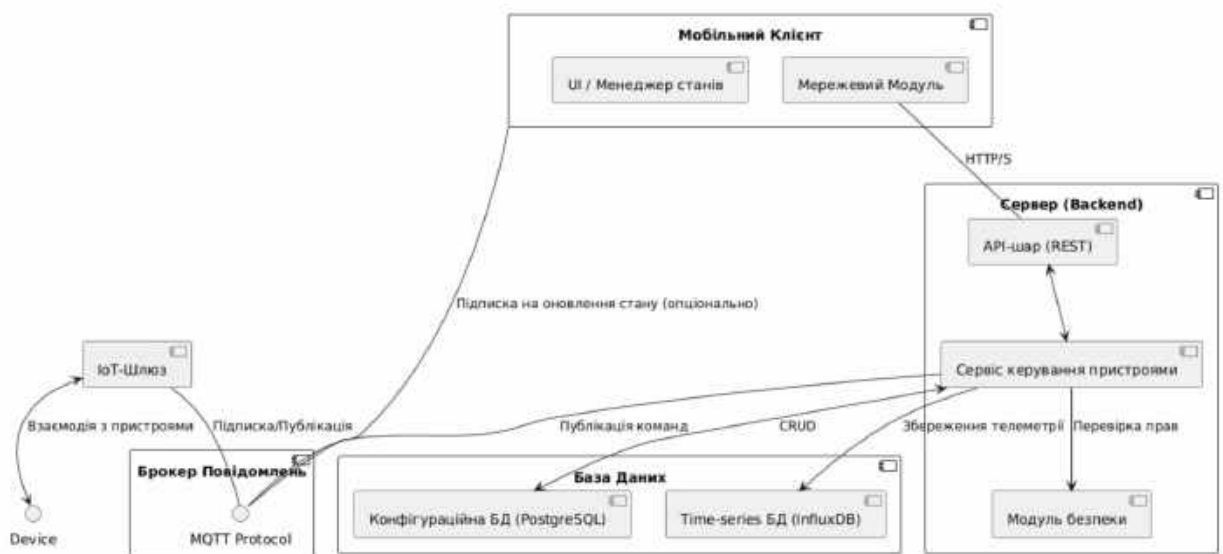 Мобільний Клієнт
UI / Менеджер станів
Мережевий Модуль
HTTP/S
Сервер (Backend)
API-шар (REST)
Підписка на оновлення стану (опціонально)
IoT-Шлюз
Сервіс керування пристроями
Взаємодія з пристроями
Підписка/Публікація
Публікація команд
CRUD
Збереження телеметрії
Перевірка прав
Брокер Повідомлень
База Даних
Конфігураційна БД (PostgreSQL)
Time-series БД (InfluxDB)
Модуль безпеки
Device
MQTT Protocol